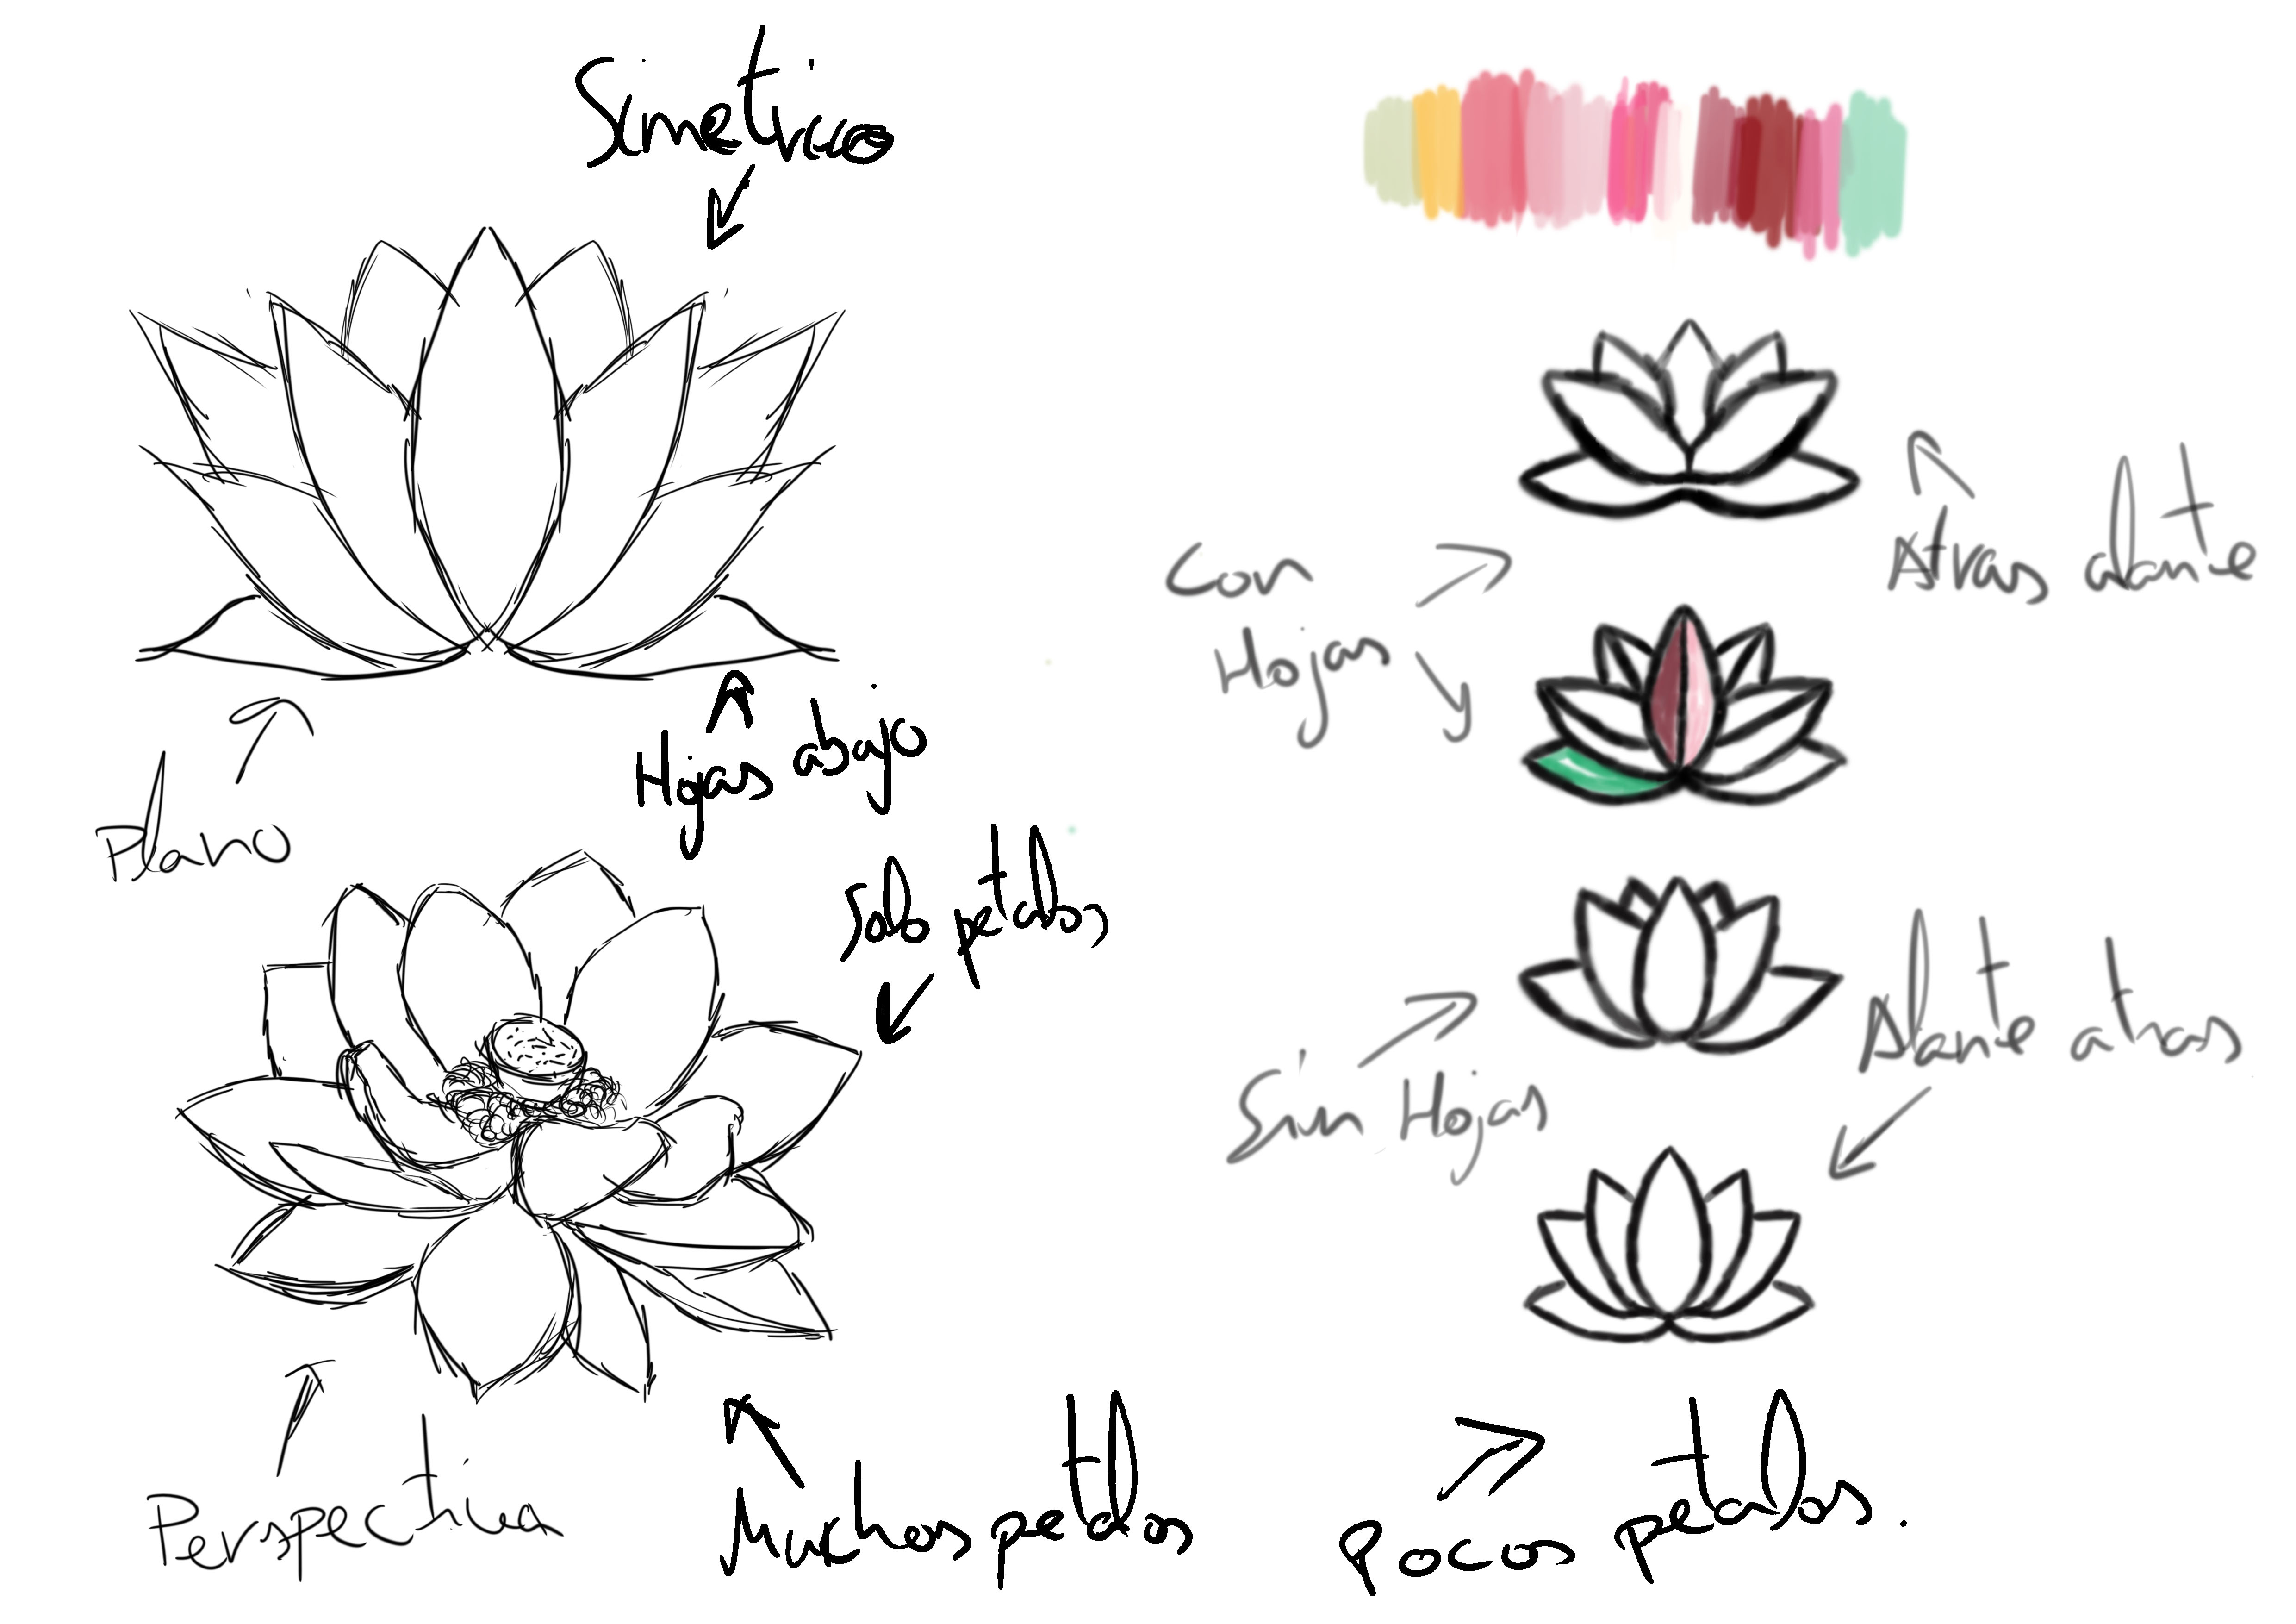 Simetrico
Plano
Hojas abajo
Solo petalos
Perspectiva
Muchos petalos
Con
Hojas
Atras alante
Sin Hojas
Alante atras
Pocos petalos.